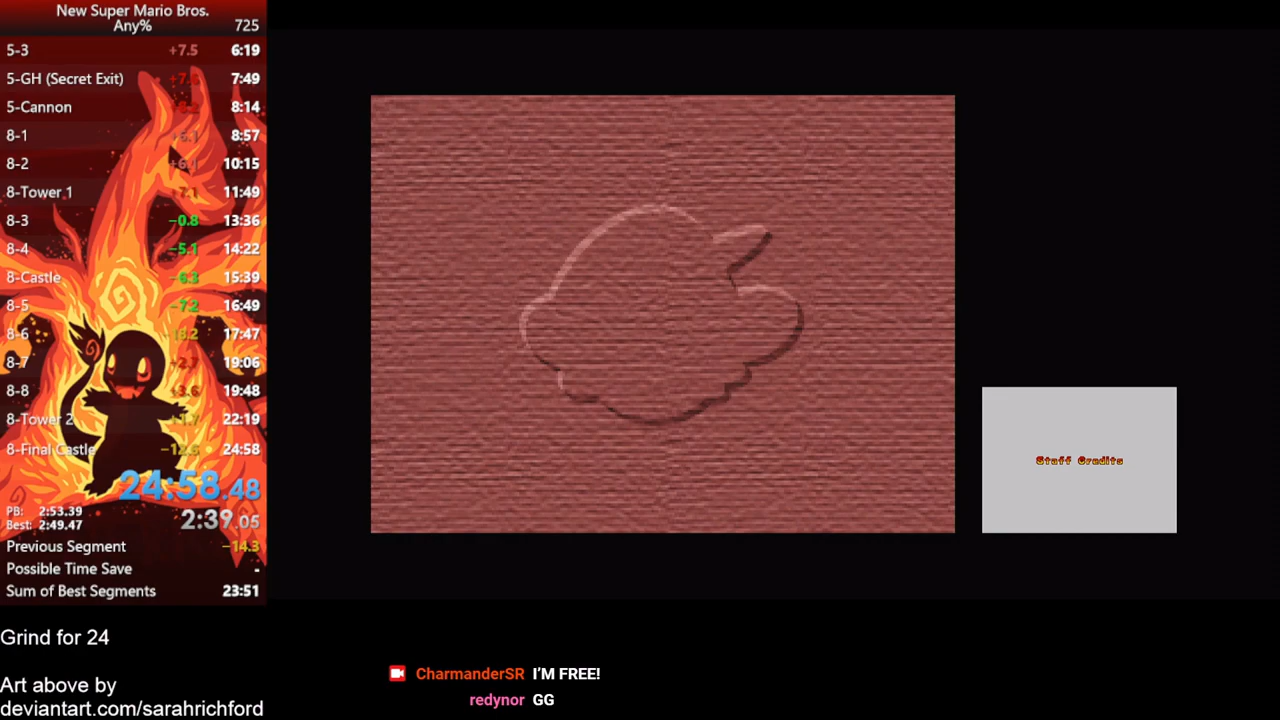 New Super Mario Bros.
Any% 725
5-3 +7.5 6:19
5-GH (Secret Exit) 7:49
5-Cannon 8:14
8-1 8:57
8-2 10:15
8-Tower 1 11:49
8-3 −0.8 13:36
8-4 −5.1 14:22
8-Castle −6.3 15:39
8-5 −7.2 16:49
8-6 17:47
8-7 19:06
8-8 +3.6 19:48
8-Tower 2 22:19
8-Final Castle 24:58
24:58.48
PB: 2:53.39
Best: 2:49.47
2:39.05
Previous Segment −14.3
Possible Time Save -
Sum of Best Segments 23:51
Grind for 24
Art above by
deviantart.com/sarahrichford
Staff Credits
CharmanderSR I'M FREE!
redynor GG